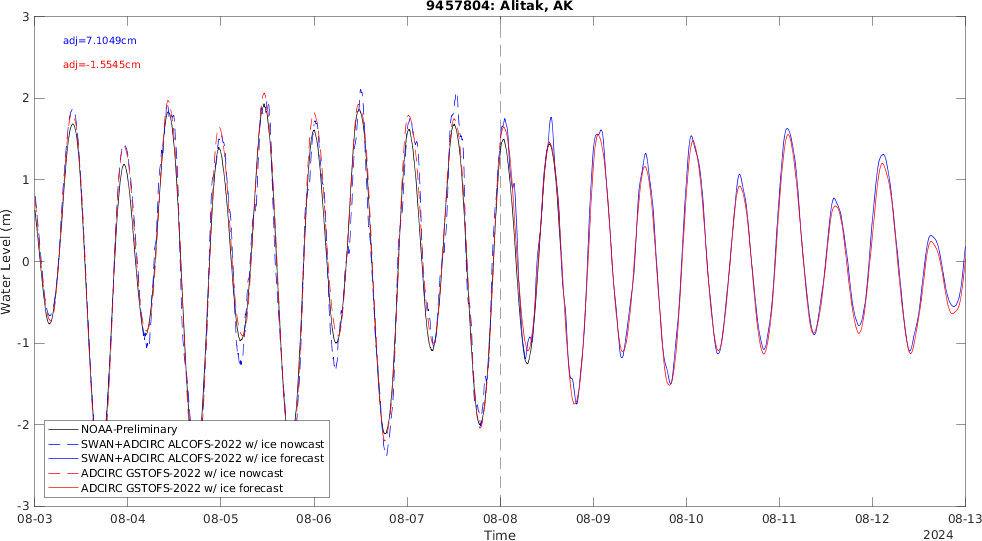 9457804: Alitak, AK
adj=7.1049cm
adj=-1.5545cm
3
2
1
0
-1
-2
-3
Water Level (m)
NOAA-Preliminary
SWAN+ADCIRC ALCOFS-2022 w/ ice nowcast
SWAN+ADCIRC ALCOFS-2022 w/ ice forecast
ADCIRC GSTOFS-2022 w/ ice nowcast
ADCIRC GSTOFS-2022 w/ ice forecast
08-03 08-04 08-05 08-06 08-07 08-08 08-09 08-10 08-11 08-12 08-13
Time
2024